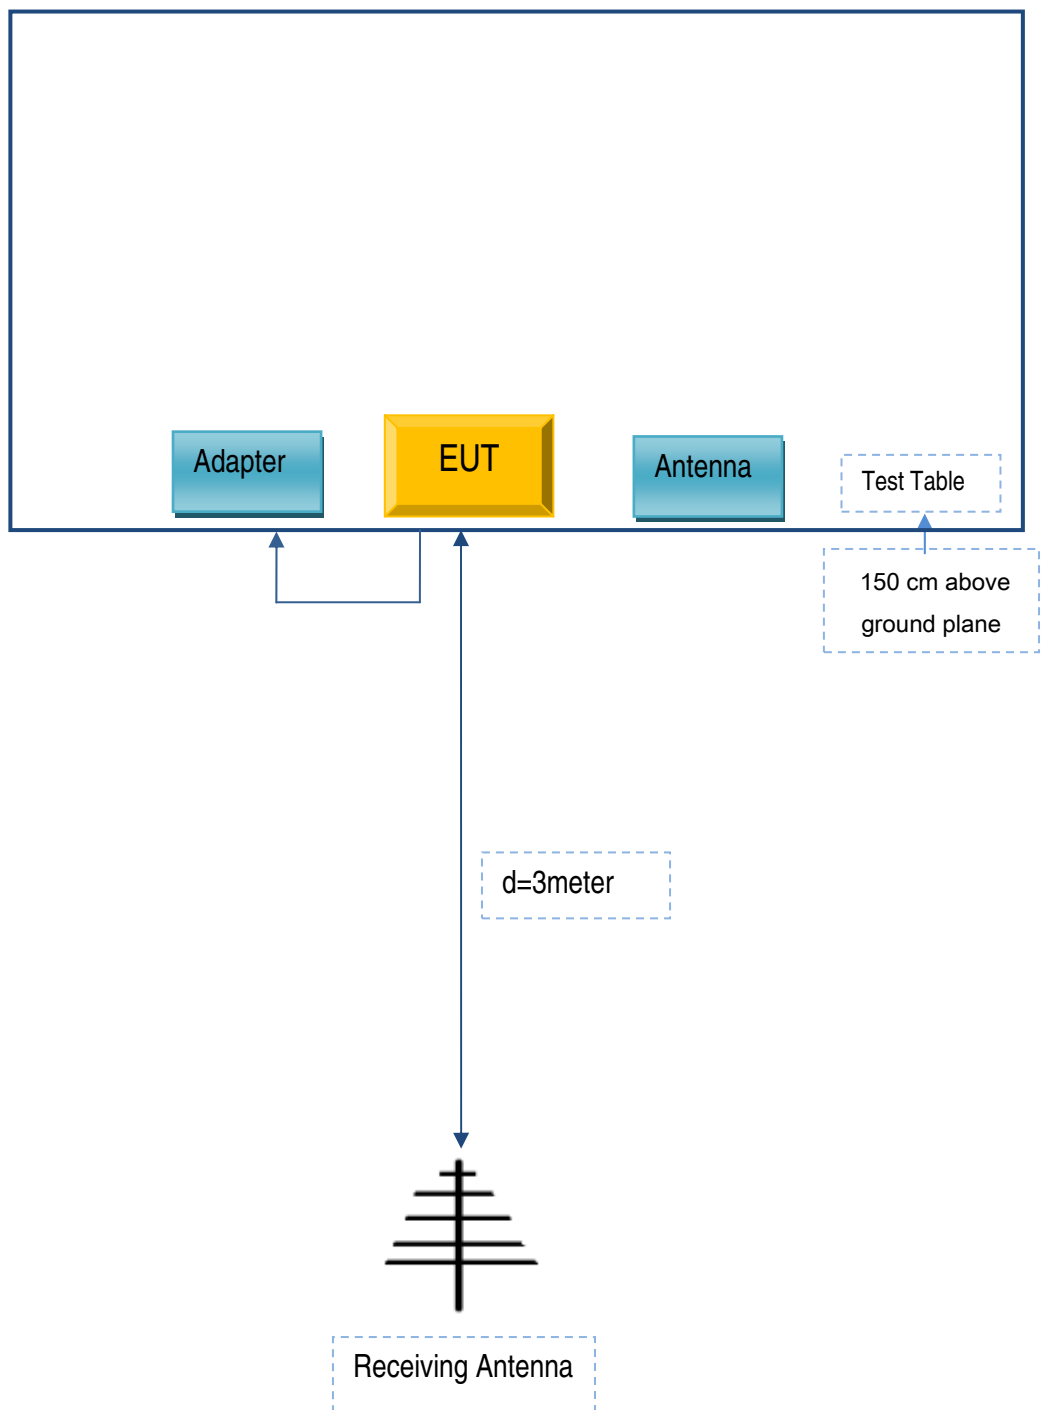 Adapter
EUT
Antenna
Test Table
150 cm above
ground plane
d=3meter
Receiving Antenna